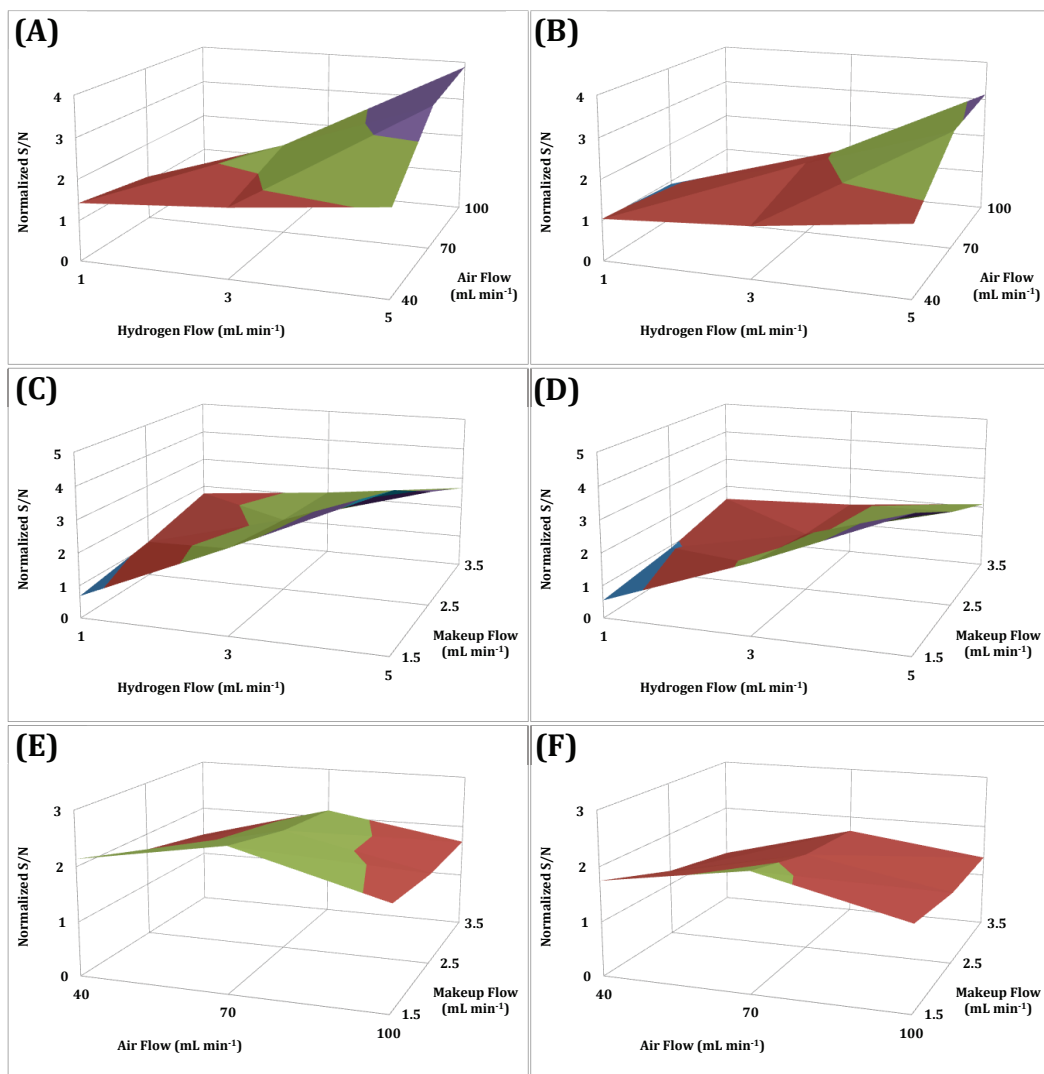 (A)
Normalized S/N
4
3
2
1
0
1
3
5
40
70
100
Air Flow
(mL min⁻¹)
Hydrogen Flow (mL min⁻¹)
(B)
Normalized S/N
4
3
2
1
0
1
3
5
40
70
100
Air Flow
(mL min⁻¹)
Hydrogen Flow (mL min⁻¹)
(C)
Normalized S/N
5
4
3
2
1
0
1
3
5
1.5
2.5
3.5
Makeup Flow
(mL min⁻¹)
Hydrogen Flow (mL min⁻¹)
(D)
Normalized S/N
5
4
3
2
1
0
1
3
5
1.5
2.5
3.5
Makeup Flow
(mL min⁻¹)
Hydrogen Flow (mL min⁻¹)
(E)
Normalized S/N
3
2
1
0
40
70
100
1.5
2.5
3.5
Makeup Flow
(mL min⁻¹)
Air Flow (mL min⁻¹)
(F)
Normalized S/N
3
2
1
0
40
70
100
1.5
2.5
3.5
Makeup Flow
(mL min⁻¹)
Air Flow (mL min⁻¹)